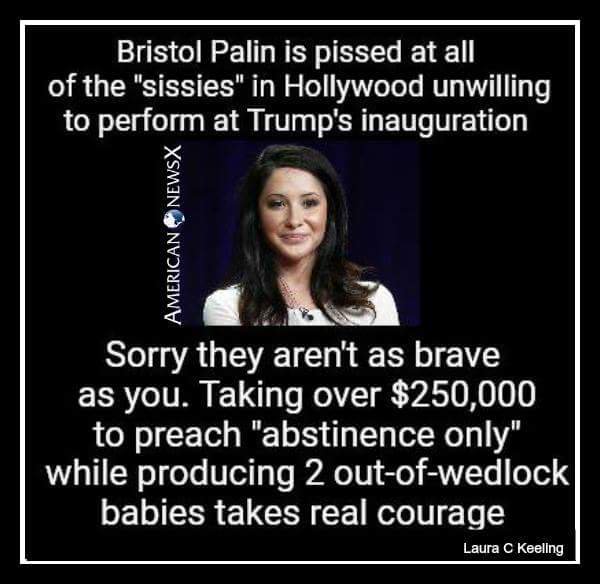 Bristol Palin is pissed at all
of the "sissies" in Hollywood unwilling
to perform at Trump's inauguration
AMERICAN NEWSX
Sorry they aren't as brave
as you. Taking over $250,000
to preach "abstinence only"
while producing 2 out-of-wedlock
babies takes real courage
Laura C Keeling